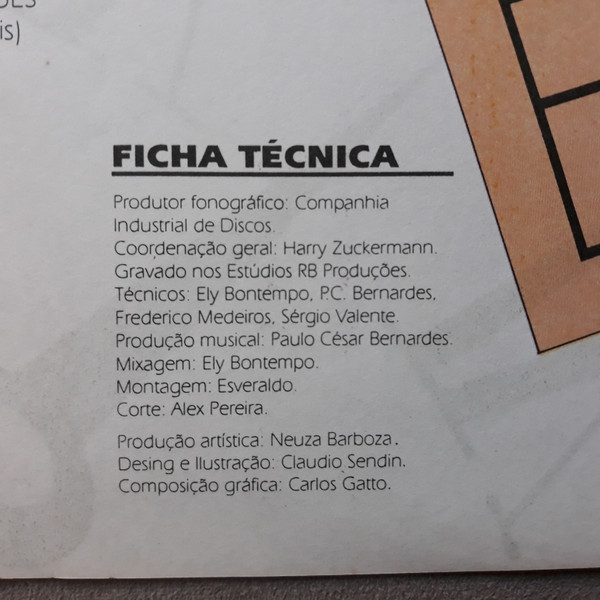 is)
FICHA TÉCNICA
Produtor fonográfico: Companhia
Industrial de Discos.
Coordenação geral: Harry Zuckermann.
Gravado nos Estúdios RB Produções.
Técnicos: Ely Bontempo, P.C. Bernardes,
Frederico Medeiros, Sérgio Valente.
Produção musical: Paulo César Bernardes.
Mixagem: Ely Bontempo.
Montagem: Esveraldo.
Corte: Alex Pereira.
Produção artística: Neuza Barboza.
Desing e Ilustração: Claudio Sendin.
Composição gráfica: Carlos Gatto.